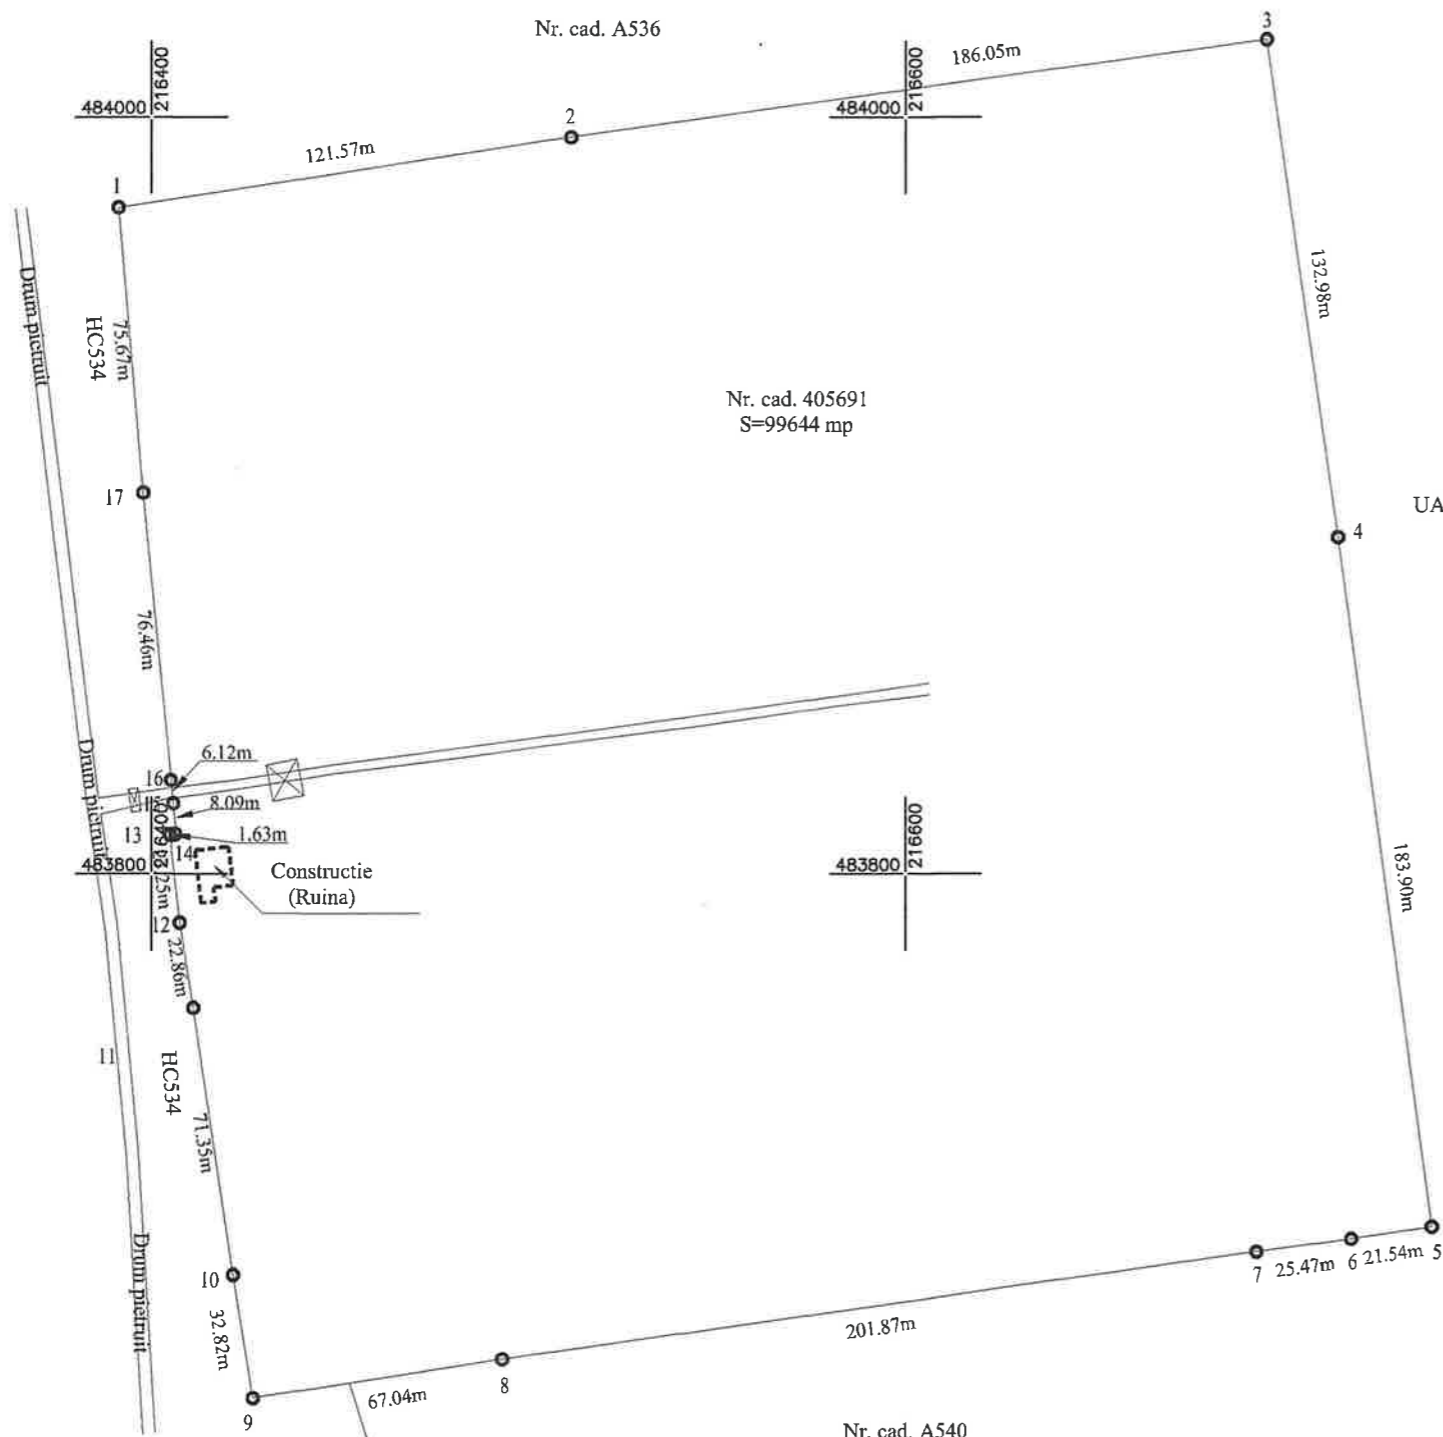 Nr. cad. A536
3
186.05m
216400
484000
216600
484000
2
121.57m
1
Drum pietruit
HC534
75.67m
132.98m
Nr. cad. 405691
S=99644 mp
17
UA
4
76.46m
Drum pietruit
6.12m
16
15
8.09m
13
1.63m
14
483800
Constructie
(Ruina)
216600
483800
183.90m
12
22.86m
11
HC534
71.35m
10
32.82m
Drum pietruit
5
21.54m
6
25.47m
7
201.87m
8
67.04m
9
Nr. cad. A540